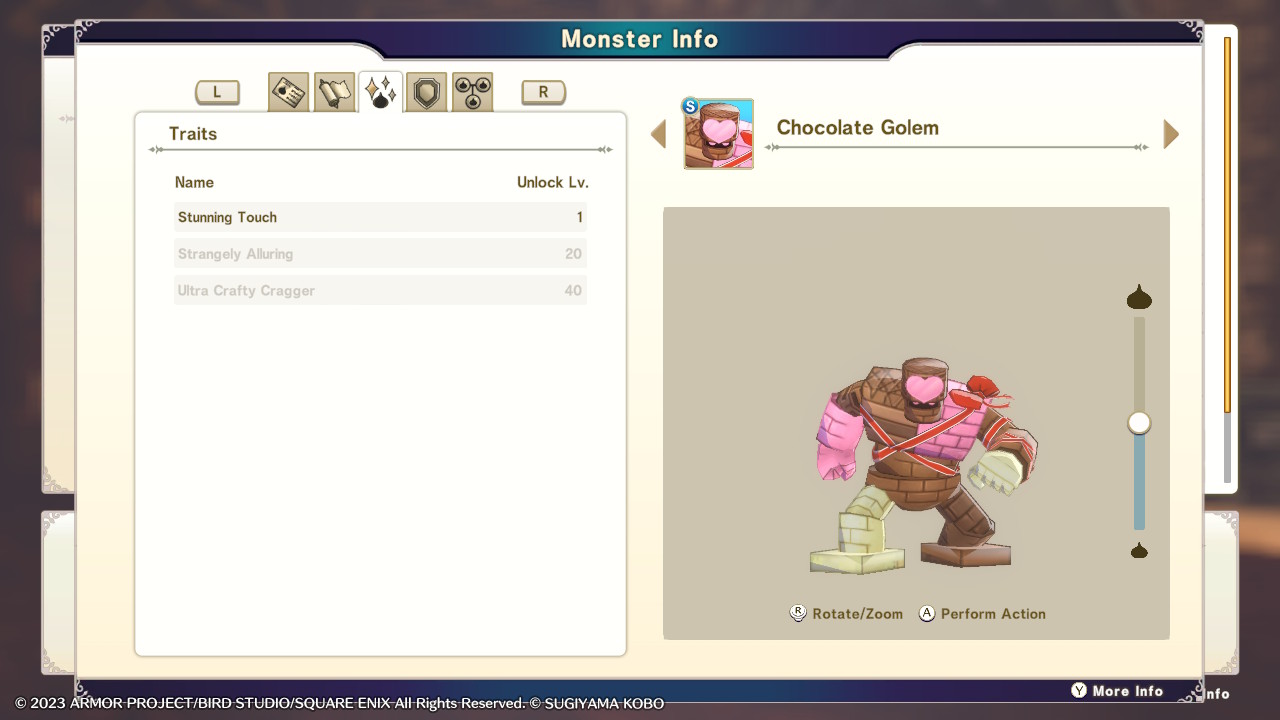 Monster Info
L
R
Traits
Name Unlock Lv.
Stunning Touch 1
Strangely Alluring 20
Ultra Crafty Cragger 40
S
Chocolate Golem
R Rotate/Zoom A Perform Action
Y More Info
nfo
© 2023 ARMOR PROJECT/BIRD STUDIO/SQUARE ENIX All Rights Reserved. © SUGIYAMA KOBO